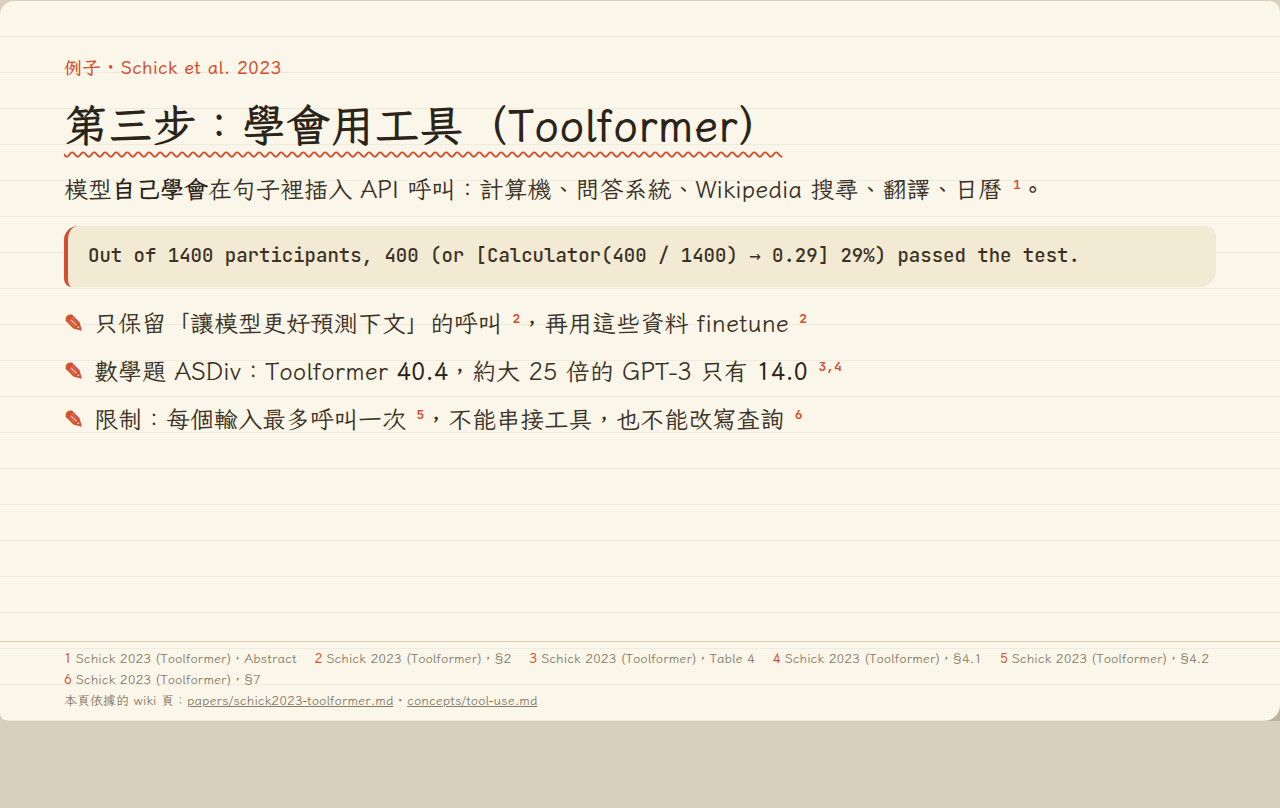 例子・Schick et al. 2023
第三步：學會用工具（Toolformer）
模型自己學會在句子裡插入 API 呼叫：計算機、問答系統、Wikipedia 搜尋、翻譯、日曆 1。
Out of 1400 participants, 400 (or [Calculator(400 / 1400) → 0.29] 29%) passed the test.
✎ 只保留「讓模型更好預測下文」的呼叫 2，再用這些資料 finetune 2
✎ 數學題 ASDiv：Toolformer 40.4，約大 25 倍的 GPT-3 只有 14.0 3,4
✎ 限制：每個輸入最多呼叫一次 5，不能串接工具，也不能改寫查詢 6
1 Schick 2023 (Toolformer)，Abstract 2 Schick 2023 (Toolformer)，§2 3 Schick 2023 (Toolformer)，Table 4 4 Schick 2023 (Toolformer)，§4.1 5 Schick 2023 (Toolformer)，§4.2
6 Schick 2023 (Toolformer)，§7
本頁依據的 wiki 頁：papers/schick2023-toolformer.md・concepts/tool-use.md